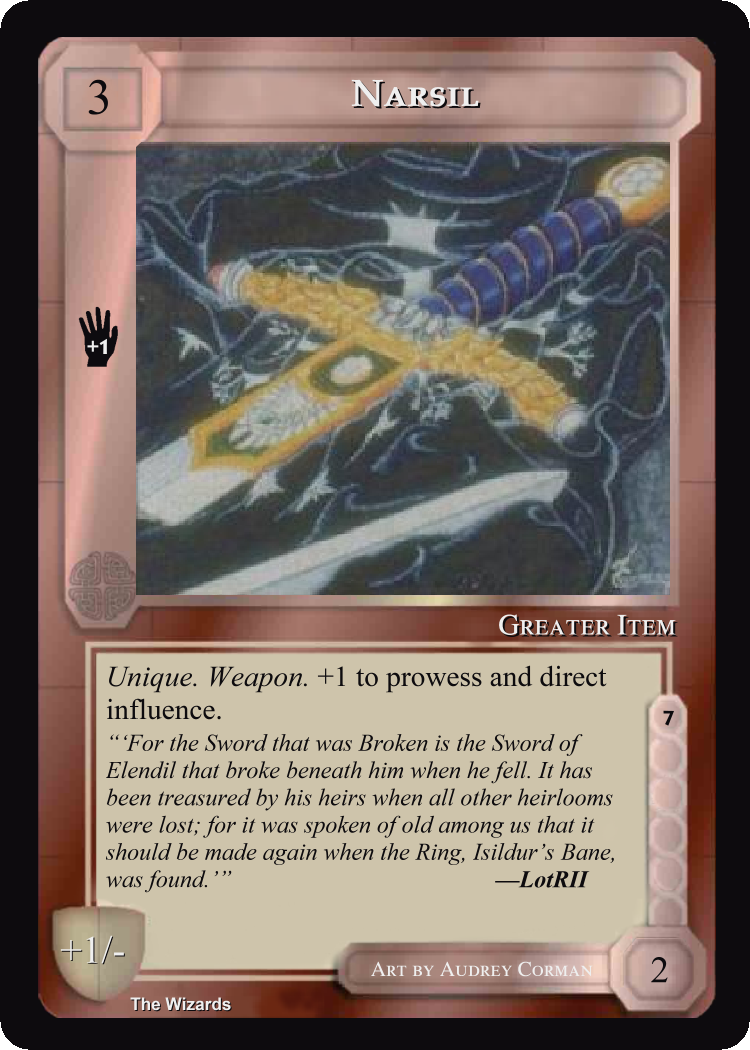 3
NARSIL
+1
GREATER ITEM
Unique. Weapon. +1 to prowess and direct
influence.
“‘For the Sword that was Broken is the Sword of
Elendil that broke beneath him when he fell. It has
been treasured by his heirs when all other heirlooms
were lost; for it was spoken of old among us that it
should be made again when the Ring, Isildur’s Bane,
was found.’” —LotRII
7
+1/-
ART BY AUDREY CORMAN
2
The Wizards